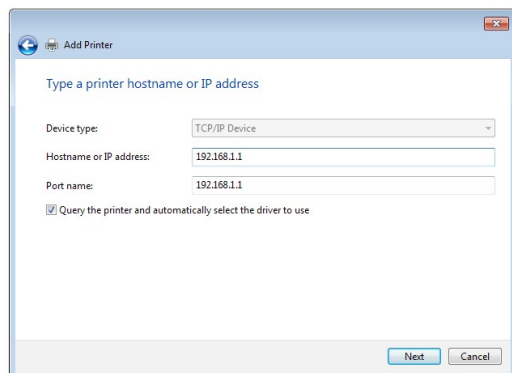 Add Printer
Type a printer hostname or IP address
Device type: TCP/IP Device
Hostname or IP address: 192.168.1.1
Port name: 192.168.1.1
Query the printer and automatically select the driver to use
Next Cancel